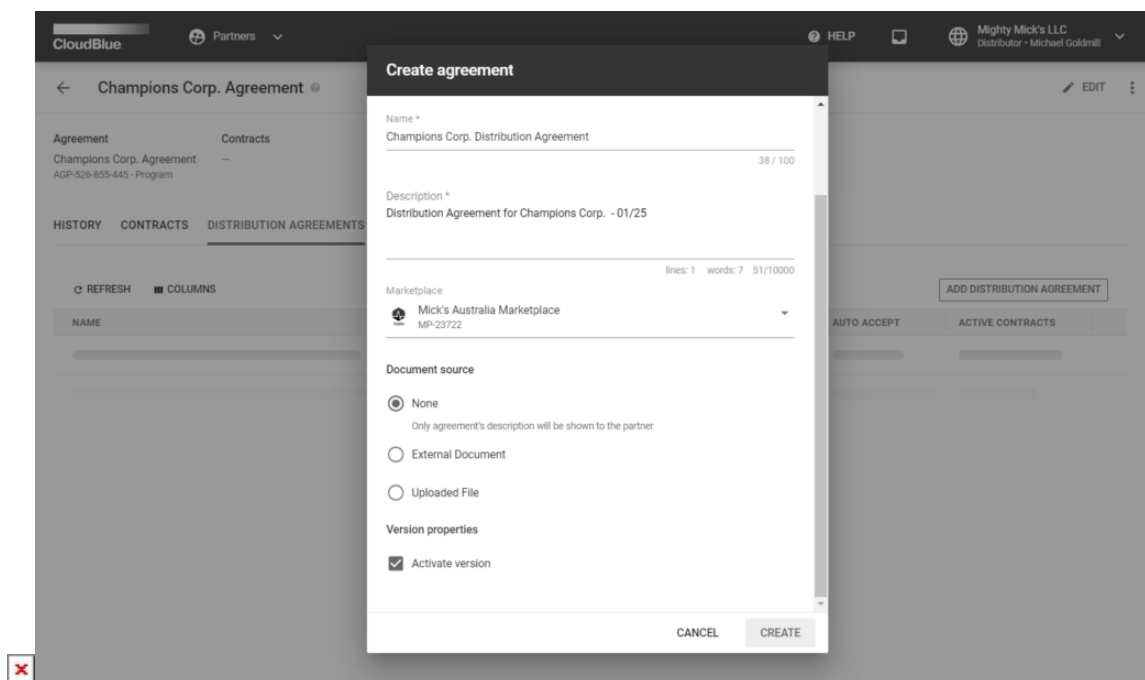 CloudBlue
Partners
HELP
Mighty Mick's LLC
Distributor • Michael Goldmill
Champions Corp. Agreement
EDIT
Agreement
Contracts
Champions Corp. Agreement
–
AGP-526-855-445 - Program
HISTORY CONTRACTS DISTRIBUTION AGREEMENTS
REFRESH COLUMNS
ADD DISTRIBUTION AGREEMENT
NAME
AUTO ACCEPT
ACTIVE CONTRACTS
Create agreement
Name *
Champions Corp. Distribution Agreement
38 / 100
Description *
Distribution Agreement for Champions Corp. - 01/25
lines: 1 words: 7 51/10000
Marketplace
Mick's Australia Marketplace
MP-23722
Document source
None
Only agreement's description will be shown to the partner
External Document
Uploaded File
Version properties
Activate version
CANCEL CREATE